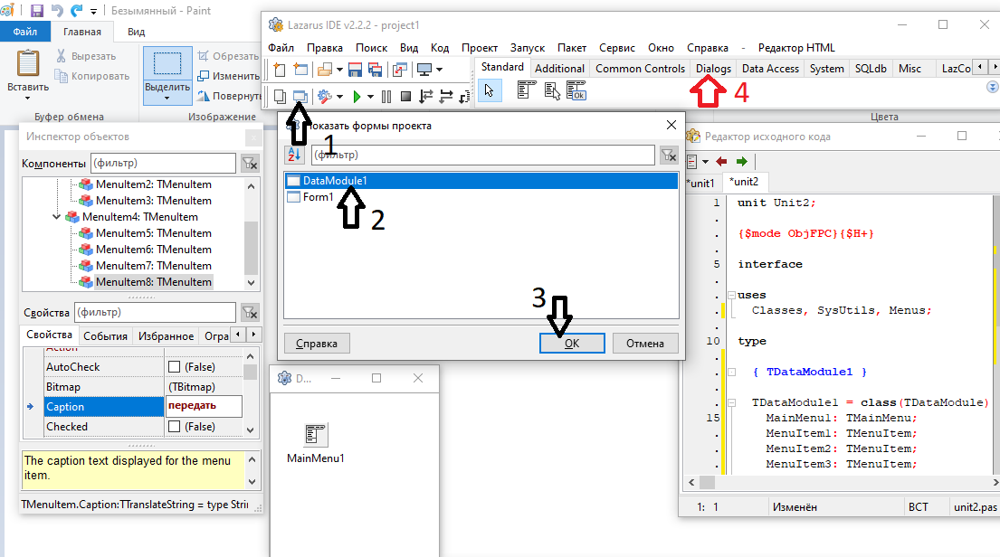 Безымянный - Paint
Файл Главная Вид
Вставить
Вырезать
Копировать
Буфер обмена
Выделить
Обрезать
Изменить
Повернуть
Изображение
Цвета
Lazarus IDE v2.2.2 - project1
Файл Правка Поиск Вид Код Проект Запуск Пакет Сервис Окно Справка - Редактор HTML
Standard Additional Common Controls Dialogs Data Access System SQLdb Misc LazCo
Ok
4
Инспектор объектов
Компоненты (фильтр)
MenuItem2: TMenuItem
MenuItem3: TMenuItem
MenuItem4: TMenuItem
MenuItem5: TMenuItem
MenuItem6: TMenuItem
MenuItem7: TMenuItem
MenuItem8: TMenuItem
Свойства (фильтр)
Свойства События Избранное Огра
Action
AutoCheck (False)
Bitmap (TBitmap)
Caption передать
Checked (False)
The caption text displayed for the menu
item.
TMenuItem.Caption:TTranslateString = type Stri
Показать формы проекта
1
(фильтр)
DataModule1
Form1
2
3
Справка OK Отмена
D...
MainMenu1
Редактор исходного кода
*unit1 *unit2
1 unit Unit2;
. {$mode ObjFPC}{$H+}
5 interface
. uses
. Classes, SysUtils, Menus;
10 type
. { TDataModule1 }
. TDataModule1 = class(TDataModule)
15 MainMenu1: TMainMenu;
. MenuItem1: TMenuItem;
. MenuItem2: TMenuItem;
. MenuItem3: TMenuItem;
1: 1 Изменён ВСТ unit2.pas